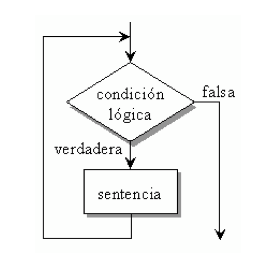 condición
lógica
falsa
verdadera
sentencia